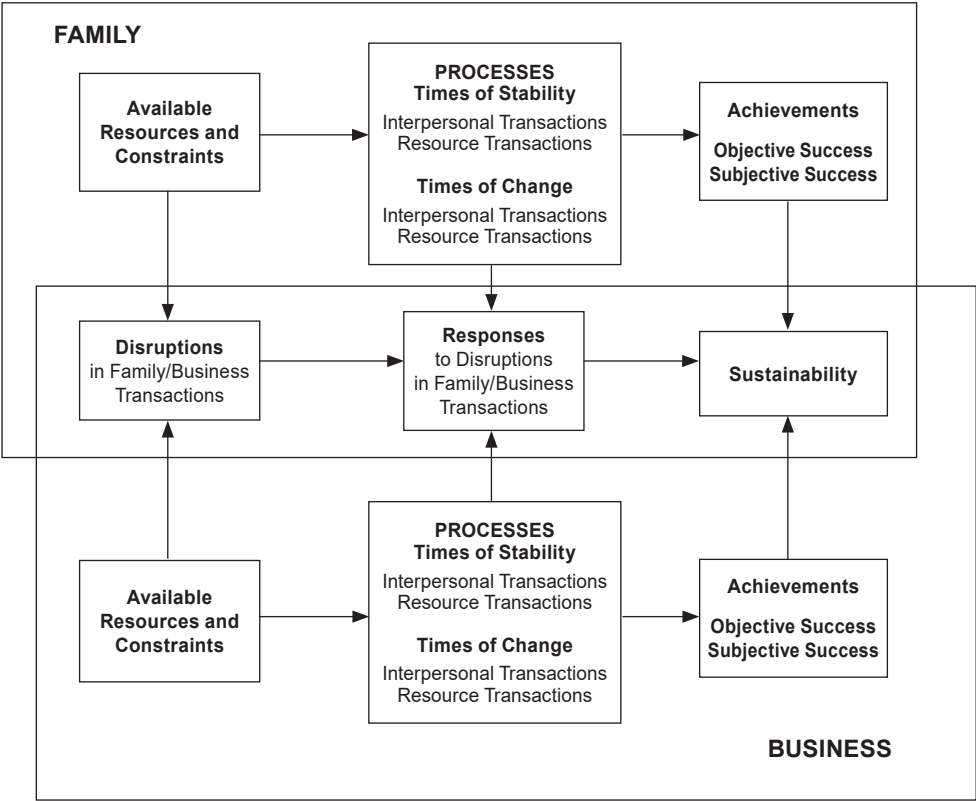 FAMILY
Available
Resources and
Constraints
PROCESSES
Times of Stability
Interpersonal Transactions
Resource Transactions
Times of Change
Interpersonal Transactions
Resource Transactions
Achievements
Objective Success
Subjective Success
Disruptions
in Family/Business
Transactions
Responses
to Disruptions
in Family/Business
Transactions
Sustainability
Available
Resources and
Constraints
PROCESSES
Times of Stability
Interpersonal Transactions
Resource Transactions
Times of Change
Interpersonal Transactions
Resource Transactions
Achievements
Objective Success
Subjective Success
BUSINESS